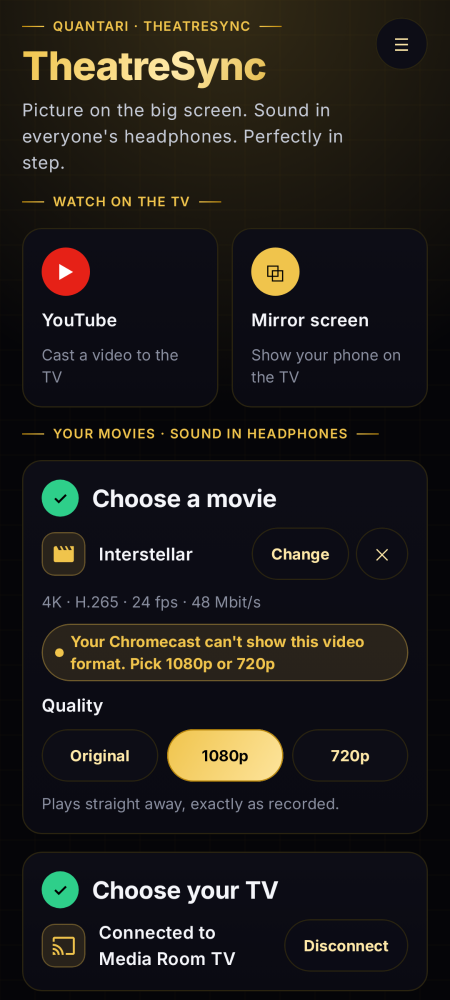 QUANTARI · THEATRESYNC
TheatreSync
Picture on the big screen. Sound in
everyone's headphones. Perfectly in
step.
WATCH ON THE TV
YouTube
Cast a video to the
TV
Mirror screen
Show your phone on
the TV
YOUR MOVIES · SOUND IN HEADPHONES
Choose a movie
Interstellar
Change
4K · H.265 · 24 fps · 48 Mbit/s
Your Chromecast can't show this video
format. Pick 1080p or 720p
Quality
Original
1080p
720p
Plays straight away, exactly as recorded.
Choose your TV
Connected to
Media Room TV
Disconnect